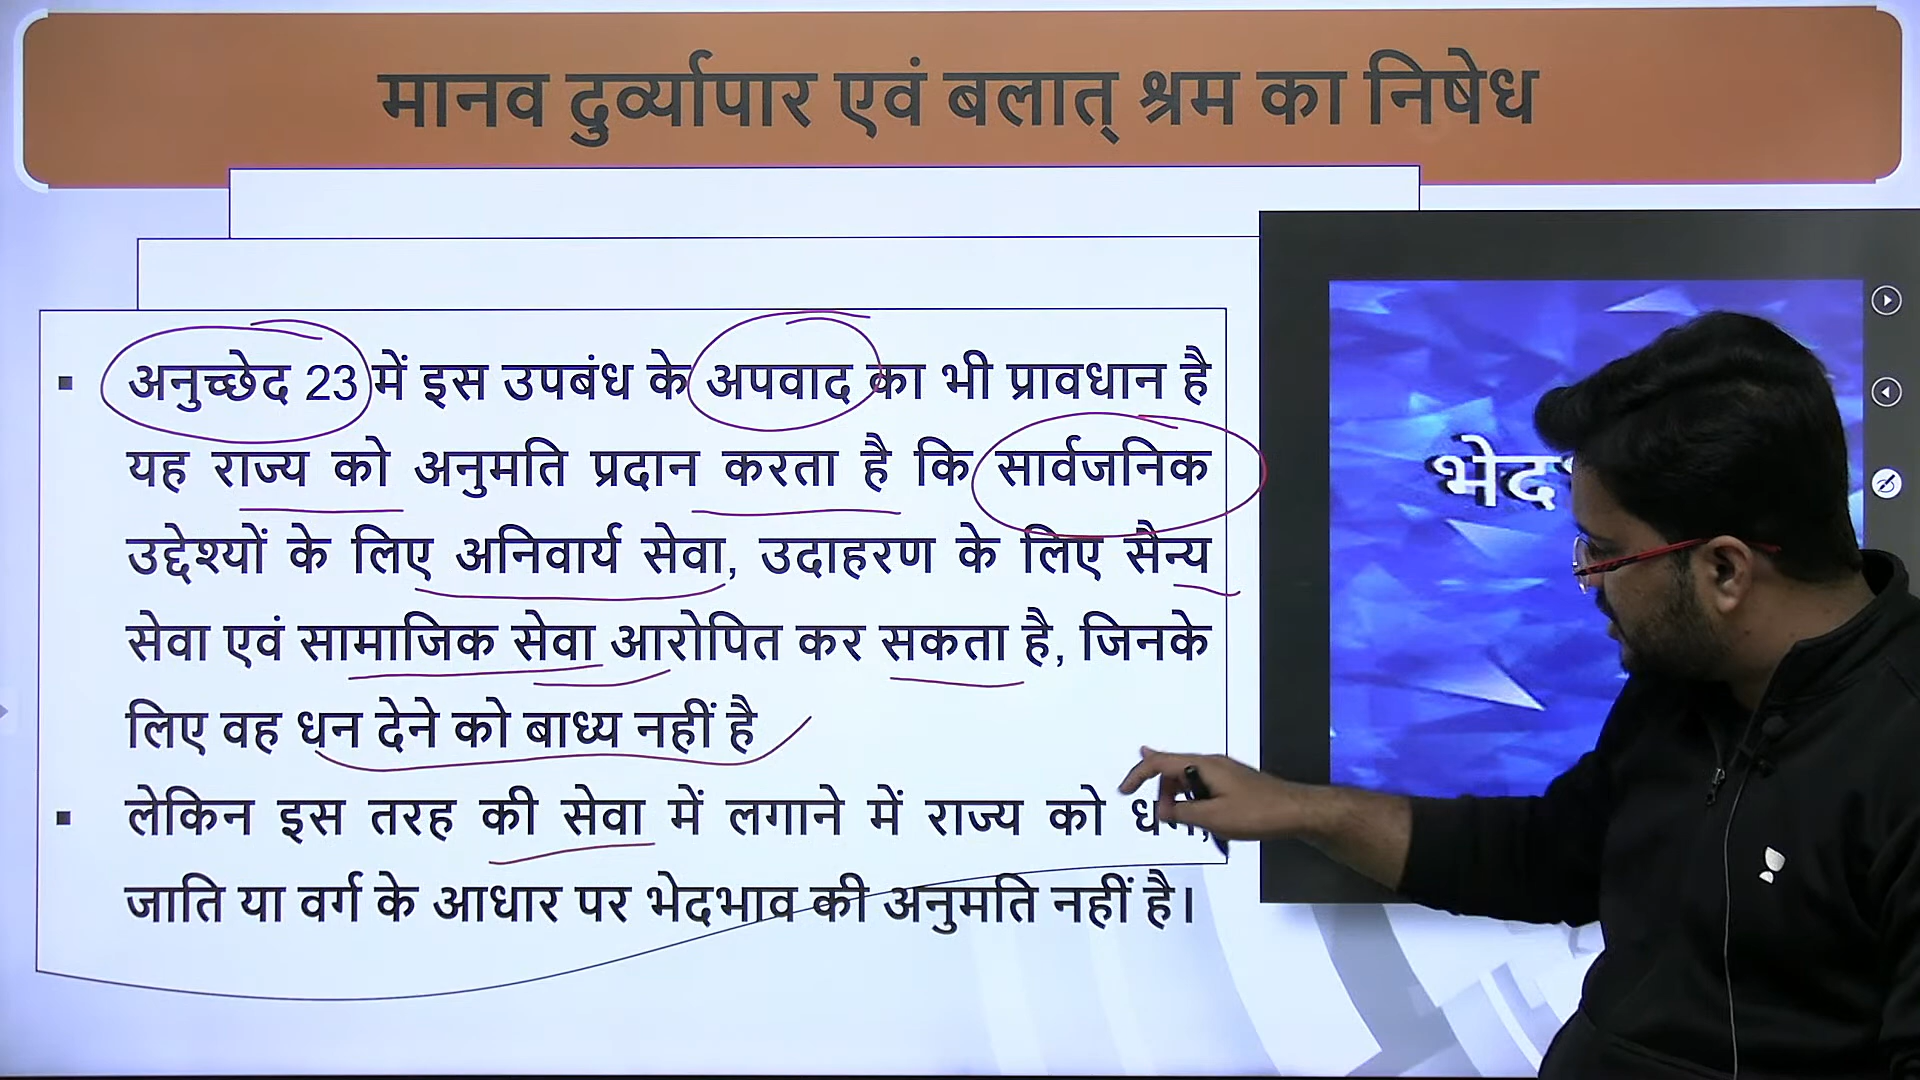 मानव दुर्व्यापार एवं बलात् श्रम का निषेध
अनुच्छेद 23 में इस उपबंध के अपवाद का भी प्रावधान है
यह राज्य को अनुमति प्रदान करता है कि सार्वजनिक
उद्देश्यों के लिए अनिवार्य सेवा, उदाहरण के लिए सैन्य
सेवा एवं सामाजिक सेवा आरोपित कर सकता है, जिनके
लिए वह धन देने को बाध्य नहीं है
लेकिन इस तरह की सेवा में लगाने में राज्य को
जाति या वर्ग के आधार पर भेदभाव की अनुमति नहीं है।